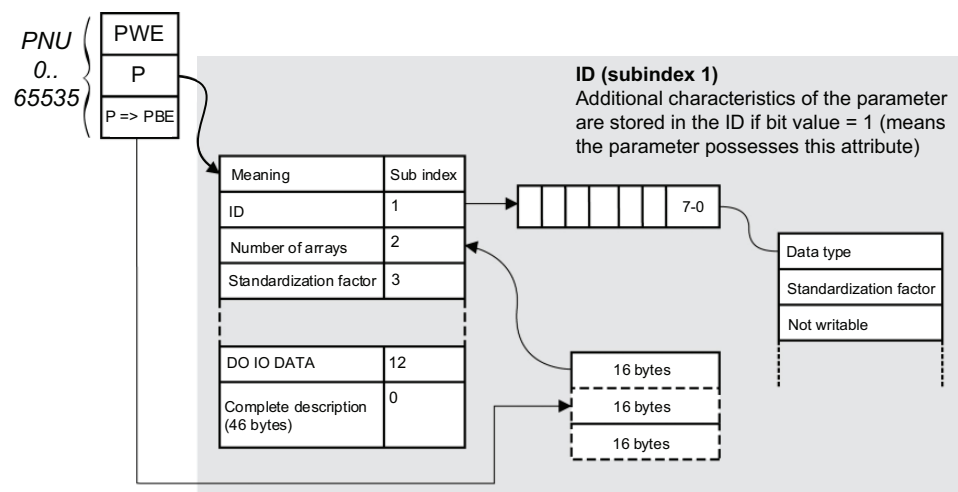 PNU
0..
65535
PWE
P
P => PBE
ID (subindex 1)
Additional characteristics of the parameter
are stored in the ID if bit value = 1 (means
the parameter possesses this attribute)
Meaning Sub index
ID 1
Number of arrays 2
Standardization factor 3
DO IO DATA 12
Complete description 0
(46 bytes)
7-0
Data type
Standardization factor
Not writable
16 bytes
16 bytes
16 bytes